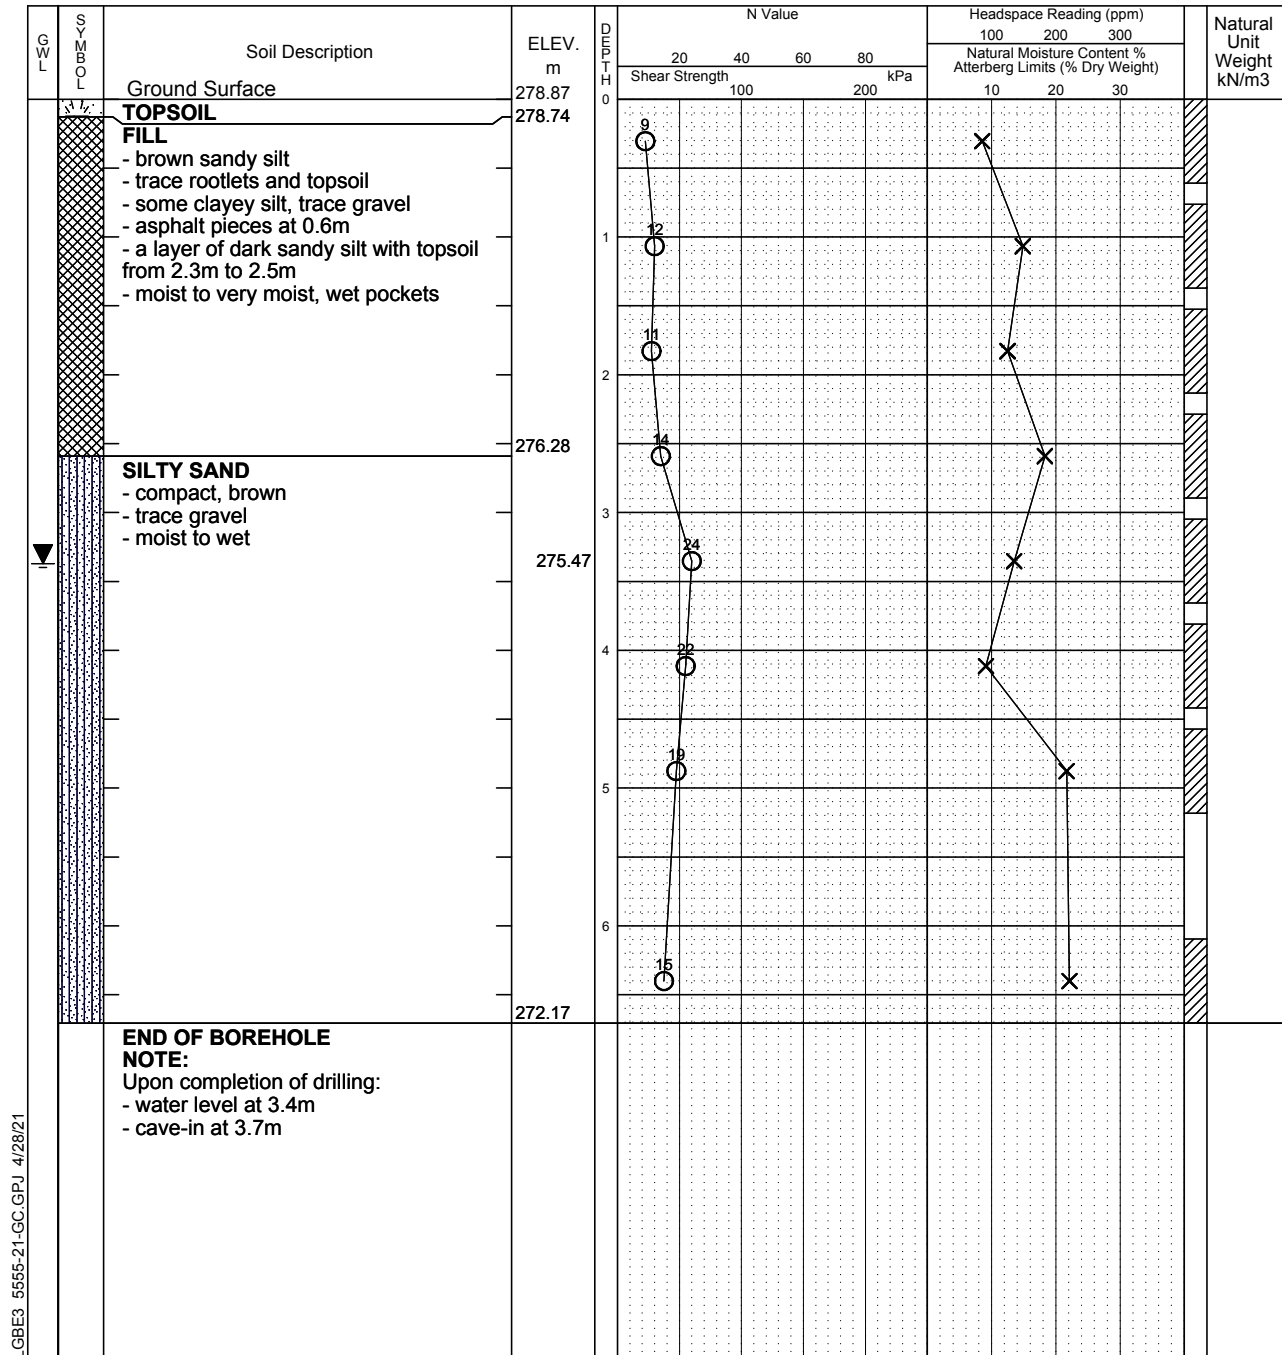 GWL
SYMBOL
Soil Description
Ground Surface
ELEV.
m
278.87
DEPTH
N Value
20 40 60 80
Shear Strength kPa
100 200
Headspace Reading (ppm)
100 200 300
Natural Moisture Content %
Atterberg Limits (% Dry Weight)
10 20 30
Natural
Unit
Weight
kN/m3
0
TOPSOIL
278.74
FILL
- brown sandy silt
- trace rootlets and topsoil
- some clayey silt, trace gravel
- asphalt pieces at 0.6m
- a layer of dark sandy silt with topsoil
from 2.3m to 2.5m
- moist to very moist, wet pockets
9
1
12
11
2
276.28
14
SILTY SAND
- compact, brown
- trace gravel
- moist to wet
3
275.47
24
4
22
19
5
6
15
272.17
END OF BOREHOLE
NOTE:
Upon completion of drilling:
- water level at 3.4m
- cave-in at 3.7m
LGBE3 5555-21-GC.GPJ 4/28/21